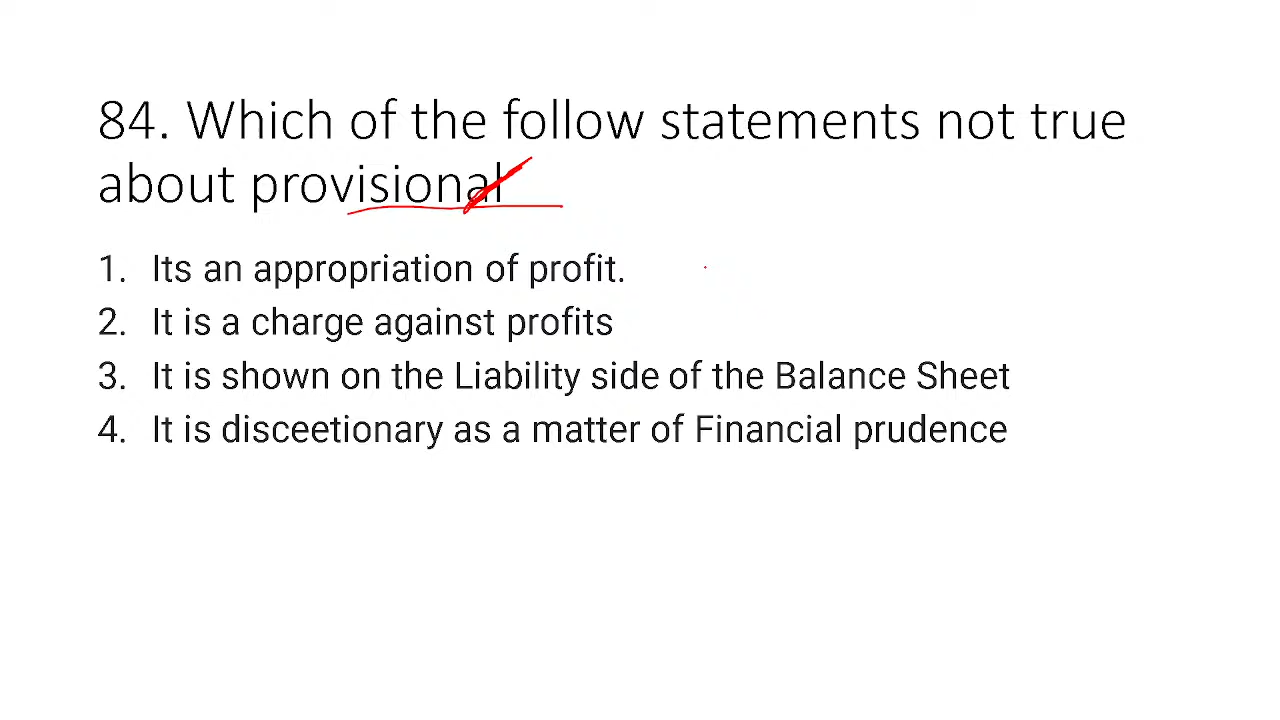 84. Which of the follow statements not true
about provisional
1. Its an appropriation of profit.
2. It is a charge against profits
3. It is shown on the Liability side of the Balance Sheet
4. It is disceetionary as a matter of Financial prudence